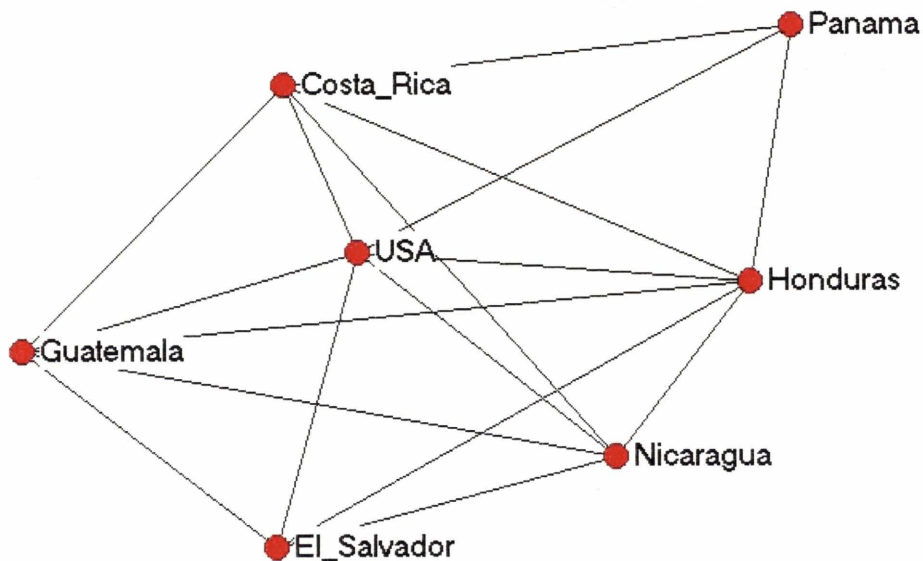 Panama
Costa_Rica
USA
Honduras
Guatemala
Nicaragua
El_Salvador